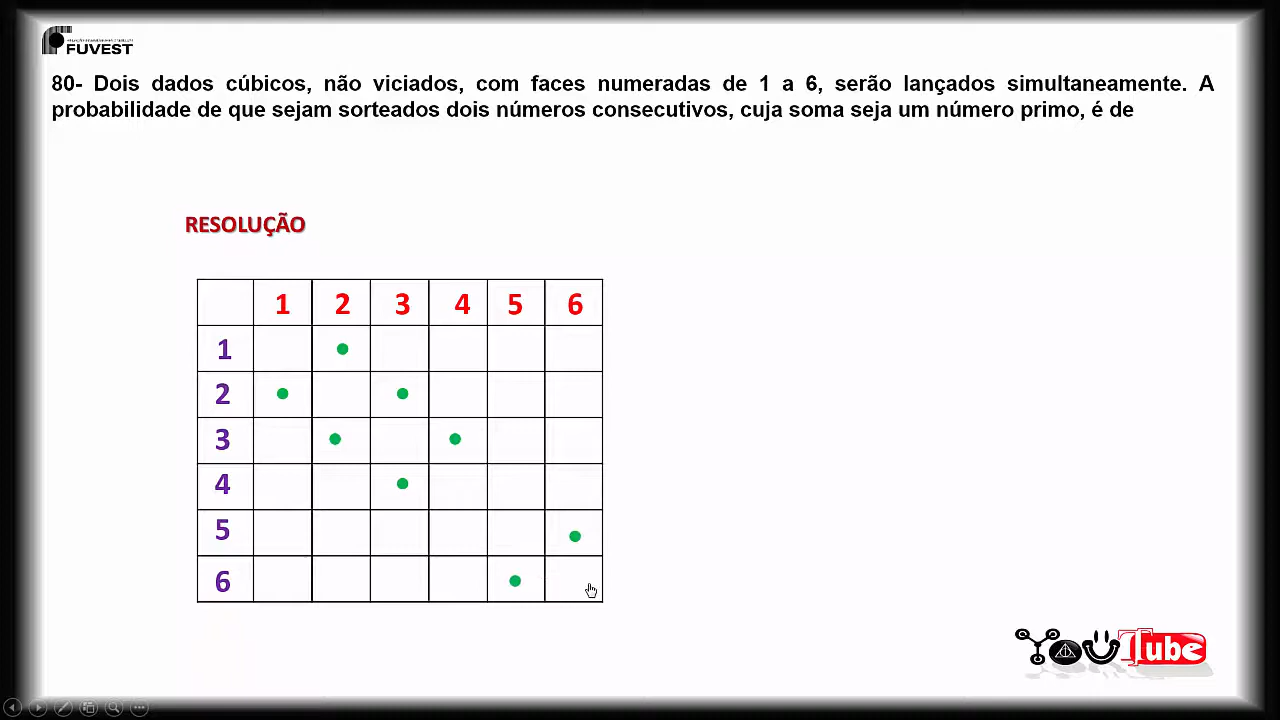 FUVEST
80- Dois dados cúbicos, não viciados, com faces numeradas de 1 a 6, serão lançados simultaneamente. A
probabilidade de que sejam sorteados dois números consecutivos, cuja soma seja um número primo, é de
RESOLUÇÃO
1 2 3 4 5 6
1
2
3
4
5
6
YouTube